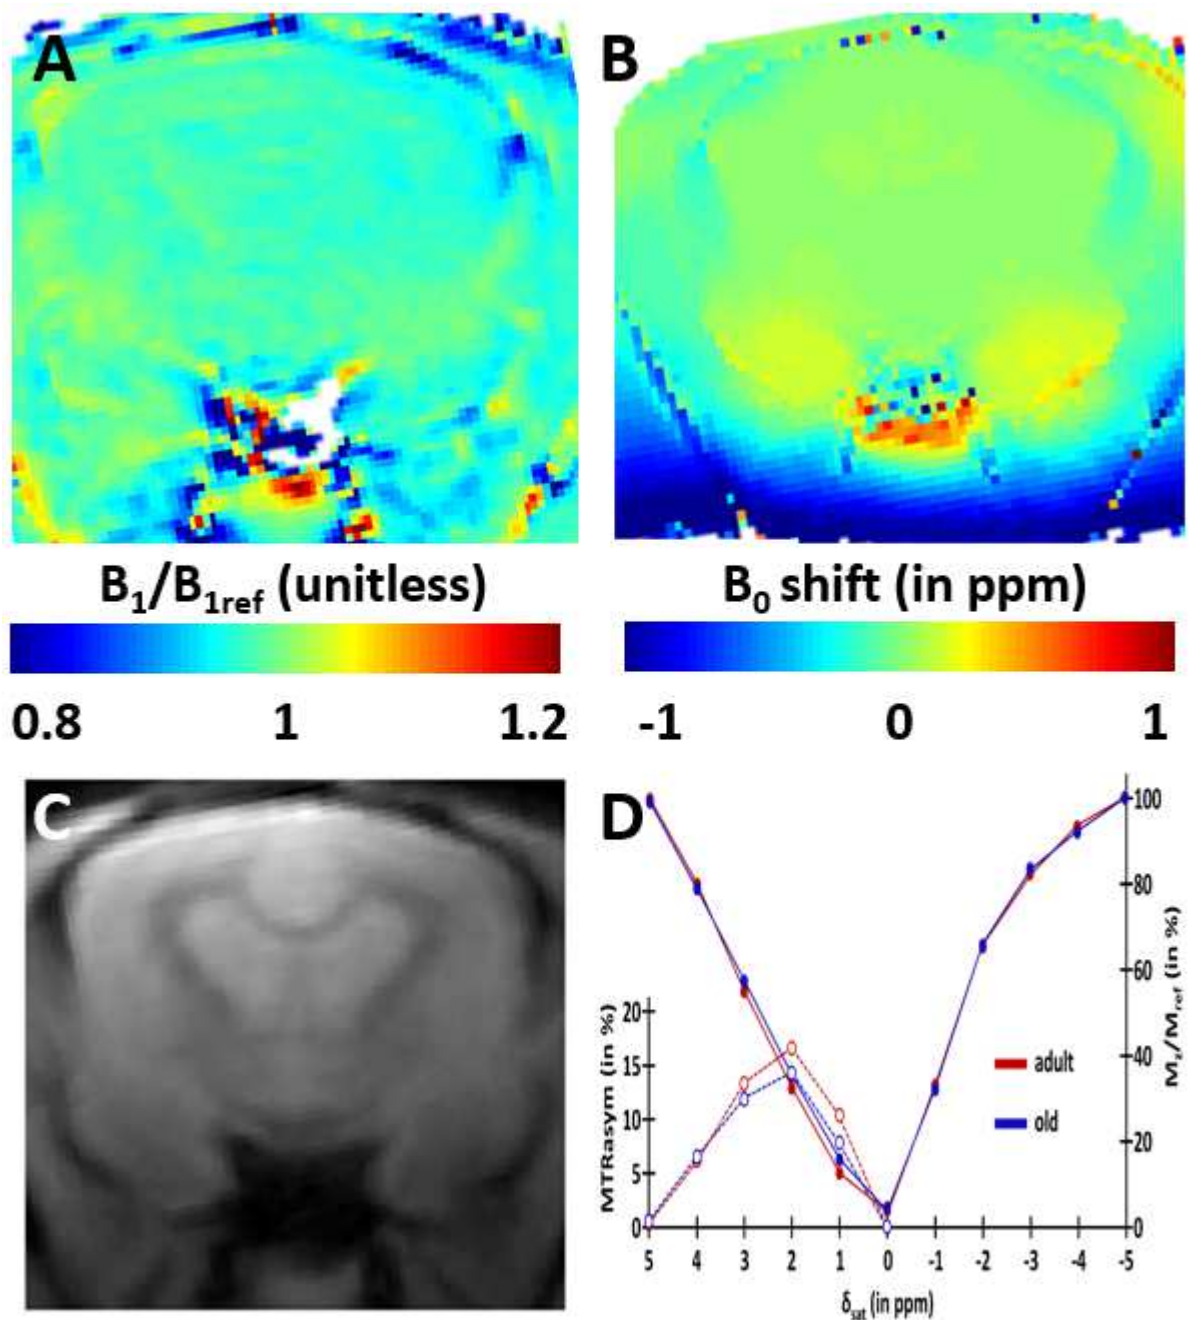 A
B
B1/B1ref (unitless)
B0 shift (in ppm)
0.8 1 1.2
-1 0 1
C
D
MTRasym (in %)
20
15
10
5
0
100
80
60
40
20
0
Mz/Mref (in %)
adult
old
5 4 3 2 1 0 -1 -2 -3 -4 -5
δsat (in ppm)